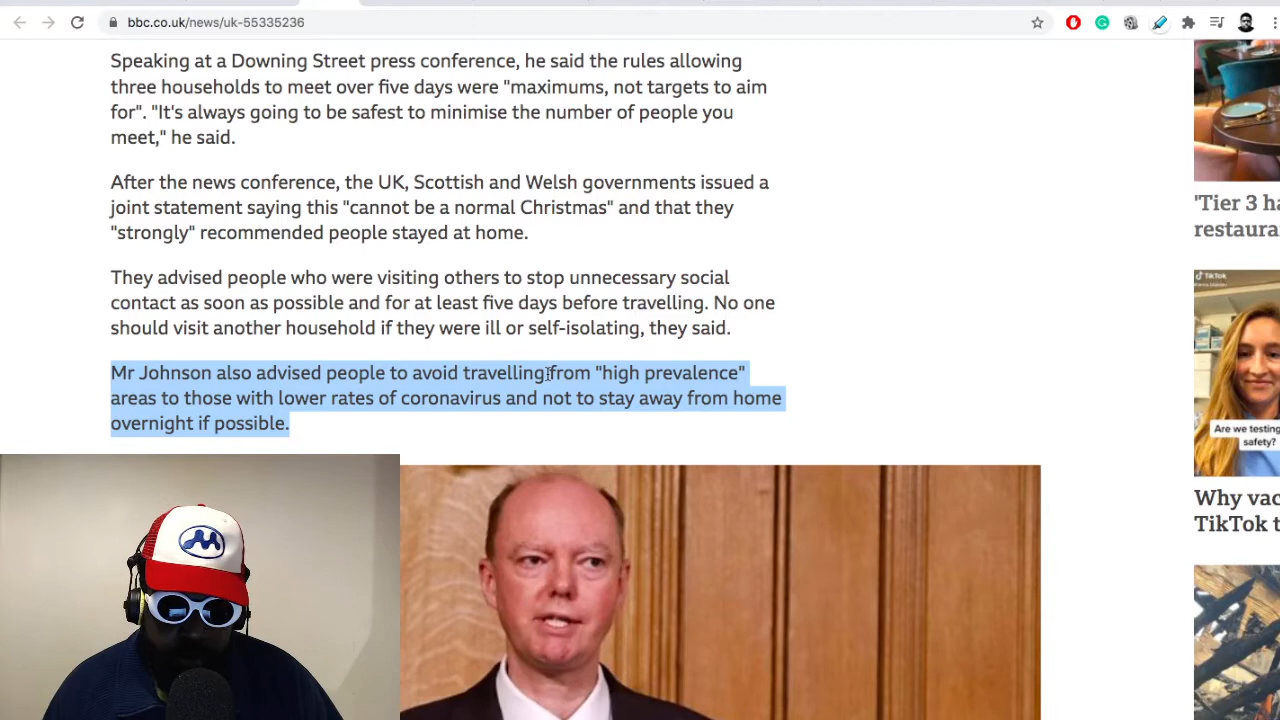 bbc.co.uk/news/uk-55335236
Speaking at a Downing Street press conference, he said the rules allowing
three households to meet over five days were "maximums, not targets to aim
for". "It's always going to be safest to minimise the number of people you
meet," he said.
After the news conference, the UK, Scottish and Welsh governments issued a
joint statement saying this "cannot be a normal Christmas" and that they
"strongly" recommended people stayed at home.
They advised people who were visiting others to stop unnecessary social
contact as soon as possible and for at least five days before travelling. No one
should visit another household if they were ill or self-isolating, they said.
Mr Johnson also advised people to avoid travelling from "high prevalence"
areas to those with lower rates of coronavirus and not to stay away from home
overnight if possible.
'Tier 3 ha
restaura
TikTok
Are we testing
safety?
Why vac
TikTok t
M